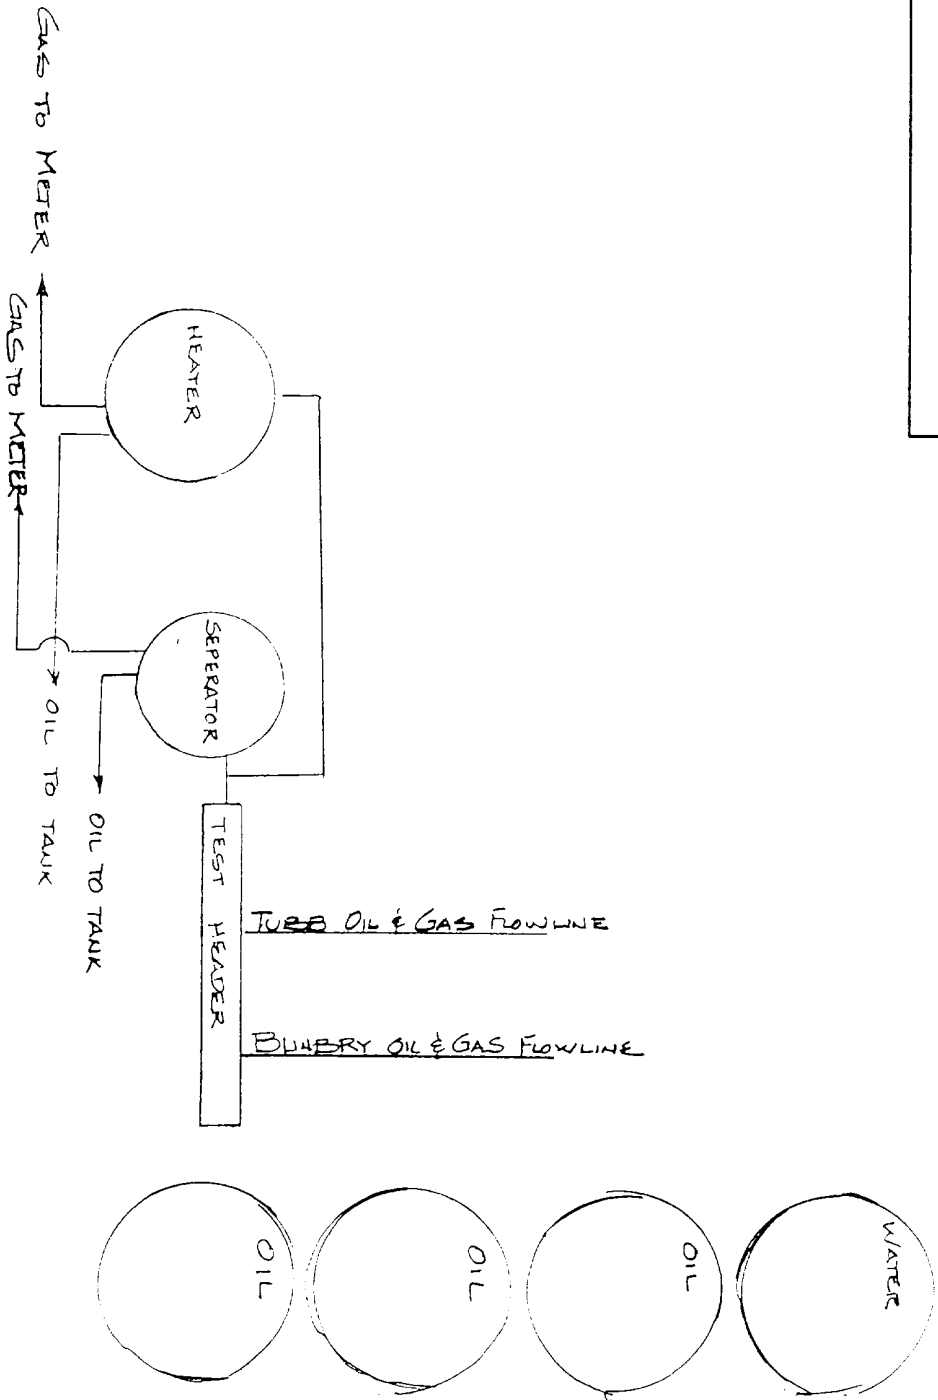 GAS TO METER
GAS TO METER
HEATER
SEPERATOR
OIL TO TANK
OIL TO TANK
TEST HEADER
TUBB OIL & GAS FLOWLINE
BLINBRY OIL & GAS FLOWLINE
OIL
OIL
OIL
WATER